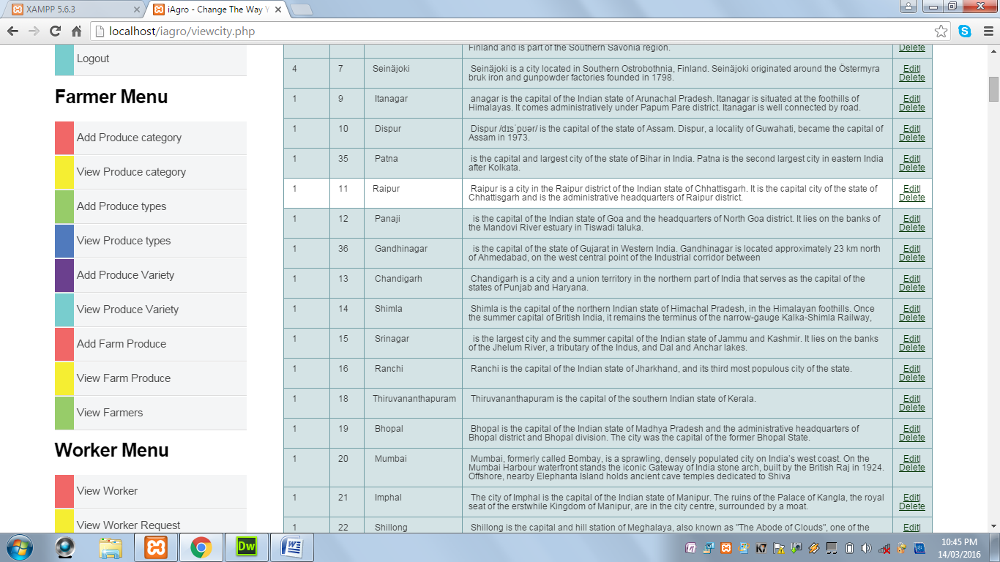 XAMPP 5.6.3
iAgro - Change The Way Y
localhost/iagro/viewcity.php
Logout
Farmer Menu
Add Produce category
View Produce category
Add Produce types
View Produce types
Add Produce Variety
View Produce Variety
Add Farm Produce
View Farm Produce
View Farmers
Worker Menu
View Worker
View Worker Request
Finland and is part of the Southern Savonia region.
Delete
4 7 Seinäjoki Seinäjoki is a city located in Southern Ostrobothnia, Finland. Seinäjoki originated around the Östermyra Edit|
bruk iron and gunpowder factories founded in 1798. Delete
1 9 Itanagar anagar is the capital of the Indian state of Arunachal Pradesh. Itanagar is situated at the foothills of Edit|
Himalayas. It comes administratively under Papum Pare district. Itanagar is well connected by road. Delete
1 10 Dispur Dispur /dɪsˈpʊər/ is the capital of the state of Assam. Dispur, a locality of Guwahati, became the capital of Edit|
Assam in 1973. Delete
1 35 Patna is the capital and largest city of the state of Bihar in India. Patna is the second largest city in eastern India Edit|
after Kolkata. Delete
1 11 Raipur Raipur is a city in the Raipur district of the Indian state of Chhattisgarh. It is the capital city of the state of Edit|
Chhattisgarh and is the administrative headquarters of Raipur district. Delete
1 12 Panaji is the capital of the Indian state of Goa and the headquarters of North Goa district. It lies on the banks of Edit|
the Mandovi River estuary in Tiswadi taluka. Delete
1 36 Gandhinagar is the capital of the state of Gujarat in Western India. Gandhinagar is located approximately 23 km north Edit|
of Ahmedabad, on the west central point of the Industrial corridor between Delete
1 13 Chandigarh Chandigarh is a city and a union territory in the northern part of India that serves as the capital of the Edit|
states of Punjab and Haryana. Delete
1 14 Shimla Shimla is the capital of the northern Indian state of Himachal Pradesh, in the Himalayan foothills. Once Edit|
the summer capital of British India, it remains the terminus of the narrow-gauge Kalka-Shimla Railway, Delete
1 15 Srinagar is the largest city and the summer capital of the Indian state of Jammu and Kashmir. It lies on the banks Edit|
of the Jhelum River, a tributary of the Indus, and Dal and Anchar lakes. Delete
1 16 Ranchi Ranchi is the capital of the Indian state of Jharkhand, and its third most populous city of the state. Edit|
Delete
1 18 Thiruvananthapuram Thiruvananthapuram is the capital of the southern Indian state of Kerala. Edit|
Delete
1 19 Bhopal Bhopal is the capital of the Indian state of Madhya Pradesh and the administrative headquarters of Edit|
Bhopal district and Bhopal division. The city was the capital of the former Bhopal State. Delete
1 20 Mumbai Mumbai, formerly called Bombay, is a sprawling, densely populated city on India's west coast. On the Edit|
Mumbai Harbour waterfront stands the iconic Gateway of India stone arch, built by the British Raj in 1924. Delete
Offshore, nearby Elephanta Island holds ancient cave temples dedicated to Shiva
1 21 Imphal The city of Imphal is the capital of the Indian state of Manipur. The ruins of the Palace of Kangla, the royal Edit|
seat of the erstwhile Kingdom of Manipur, are in the city centre, surrounded by a moat. Delete
1 22 Shillong Shillong is the capital and hill station of Meghalaya, also known as "The Abode of Clouds", one of the Edit|
Dw
W
10:45 PM
14/03/2016